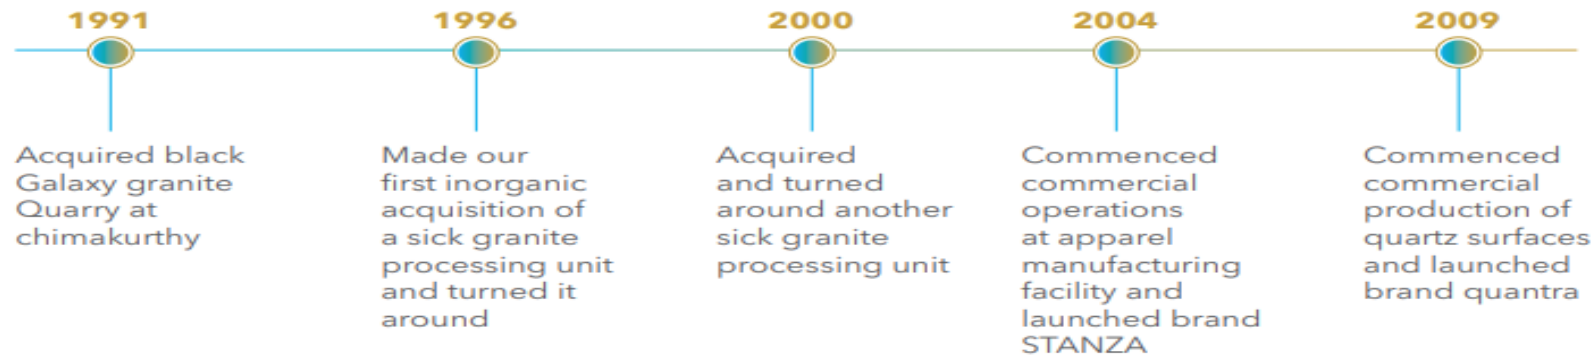 1991
Acquired black
Galaxy granite
Quarry at
chimakurthy
1996
Made our
first inorganic
acquisition of
a sick granite
processing unit
and turned it
around
2000
Acquired
and turned
around another
sick granite
processing unit
2004
Commenced
commercial
operations
at apparel
manufacturing
facility and
launched brand
STANZA
2009
Commenced
commercial
production of
quartz surfaces
and launched
brand quantra